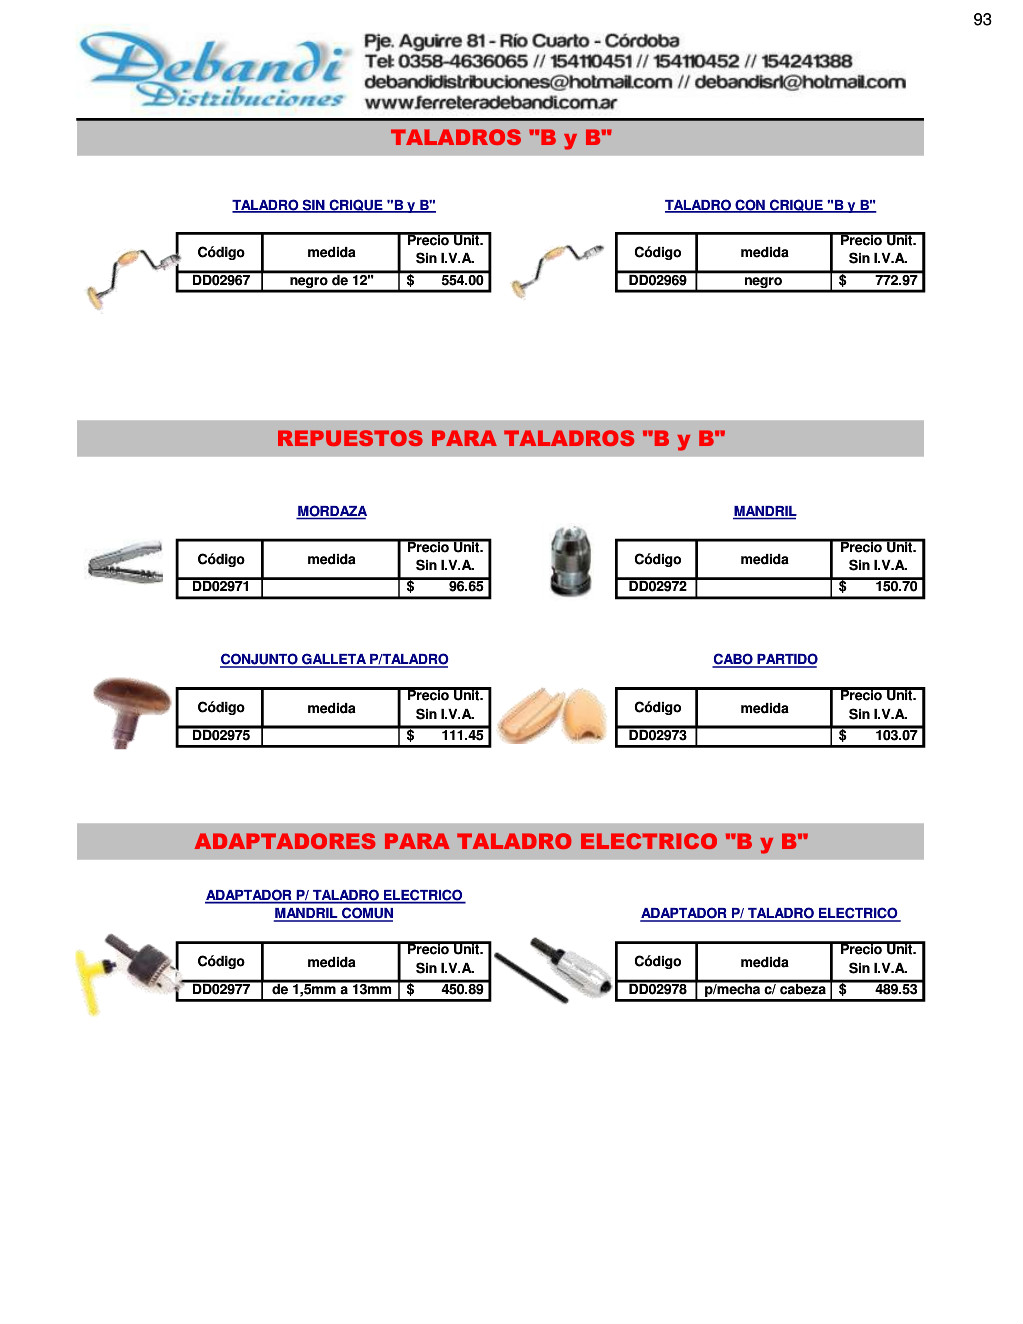 93
Debandi
Distribuciones
Pje. Aguirre 81 - Río Cuarto - Córdoba
Tel: 0358-4636065 // 154110451 // 154110452 // 154241388
debandidistribuciones@hotmail.com // debandisrl@hotmail.com
www.ferreteradebandi.com.ar
TALADROS "B y B"
TALADRO SIN CRIQUE "B y B"
Código medida Precio Unit. Sin I.V.A.
DD02967 negro de 12" $ 554.00
TALADRO CON CRIQUE "B y B"
Código medida Precio Unit. Sin I.V.A.
DD02969 negro $ 772.97
REPUESTOS PARA TALADROS "B y B"
MORDAZA
Código medida Precio Unit. Sin I.V.A.
DD02971 $ 96.65
MANDRIL
Código medida Precio Unit. Sin I.V.A.
DD02972 $ 150.70
CONJUNTO GALLETA P/TALADRO
Código medida Precio Unit. Sin I.V.A.
DD02975 $ 111.45
CABO PARTIDO
Código medida Precio Unit. Sin I.V.A.
DD02973 $ 103.07
ADAPTADORES PARA TALADRO ELECTRICO "B y B"
ADAPTADOR P/ TALADRO ELECTRICO
MANDRIL COMUN
Código medida Precio Unit. Sin I.V.A.
DD02977 de 1,5mm a 13mm $ 450.89
ADAPTADOR P/ TALADRO ELECTRICO
Código medida Precio Unit. Sin I.V.A.
DD02978 p/mecha c/ cabeza $ 489.53